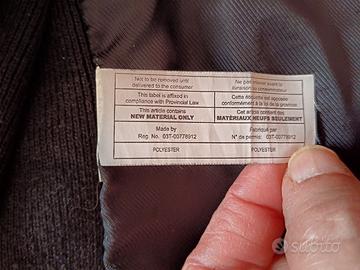 Not to be removed until
delivered to the consumer
Ne pas enlever avant
livraison au consommateur
This label is affixed in
compliance with Provincial Law
Cette étiquette est apposée
conformément à la loi de la province
This article contains
NEW MATERIAL ONLY
Cet article contient des
MATÉRIAUX NEUFS SEULEMENT
Made by
Reg. No. 03T-00778912
Fabriqué par
N° de permis: 03T-00778912
POLYESTER
POLYESTER
subito